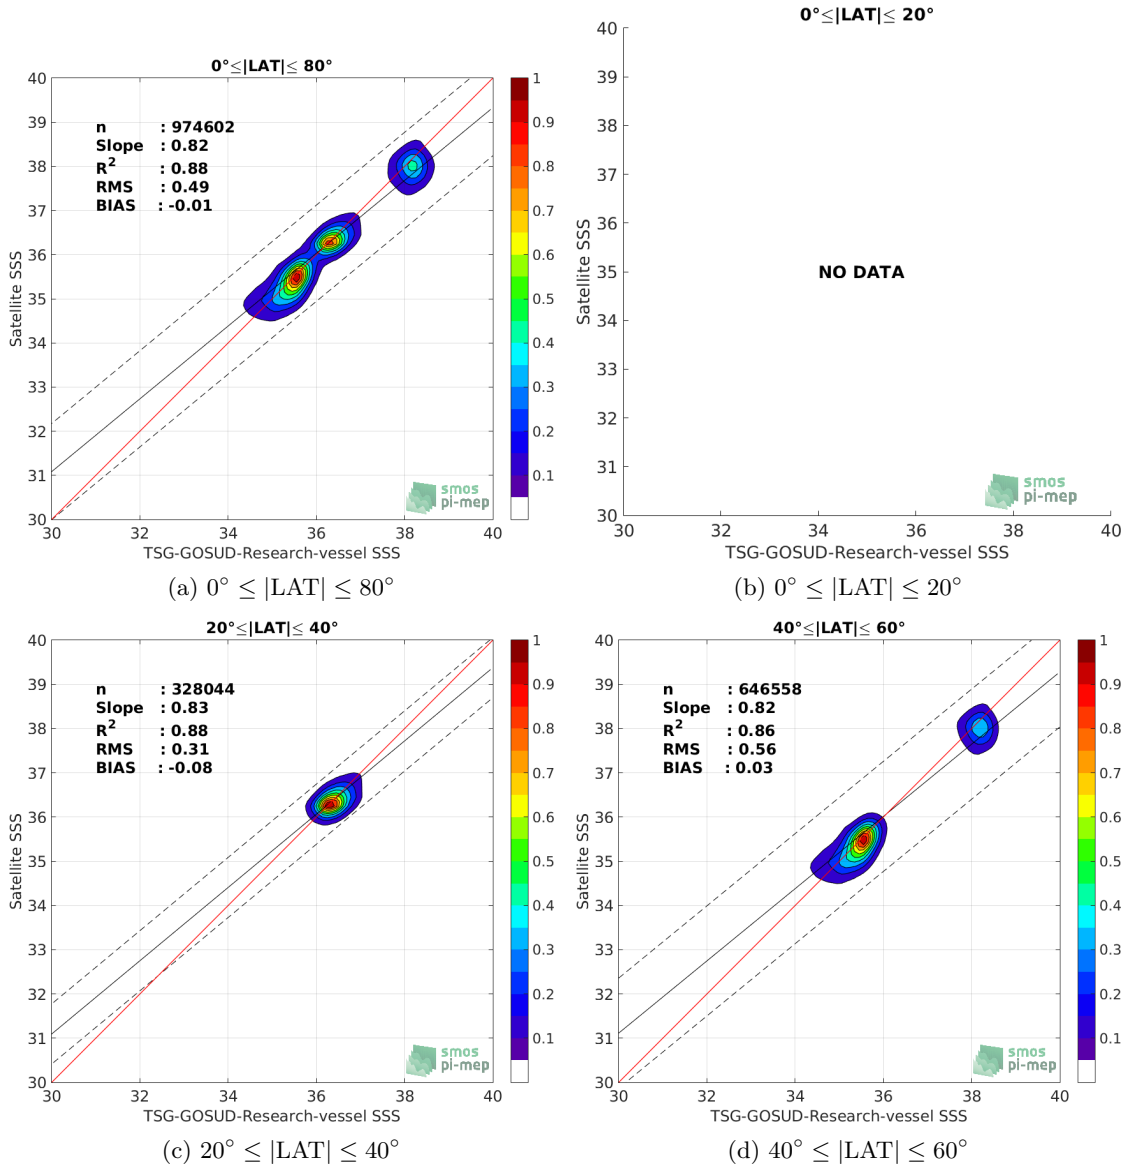 0°≤|LAT|≤ 80°
n : 974602
Slope : 0.82
R² : 0.88
RMS : 0.49
BIAS : -0.01
40
39
38
37
36
35
34
33
32
31
30
30 32 34 36 38 40
Satellite SSS
TSG-GOSUD-Research-vessel SSS
1
0.9
0.8
0.7
0.6
0.5
0.4
0.3
0.2
0.1
smos
pi-mep
(a) 0° ≤ |LAT| ≤ 80°
0°≤|LAT|≤ 20°
NO DATA
40
39
38
37
36
35
34
33
32
31
30
30 32 34 36 38 40
Satellite SSS
TSG-GOSUD-Research-vessel SSS
smos
pi-mep
(b) 0° ≤ |LAT| ≤ 20°
20°≤|LAT|≤ 40°
n : 328044
Slope : 0.83
R² : 0.88
RMS : 0.31
BIAS : -0.08
40
39
38
37
36
35
34
33
32
31
30
30 32 34 36 38 40
Satellite SSS
TSG-GOSUD-Research-vessel SSS
1
0.9
0.8
0.7
0.6
0.5
0.4
0.3
0.2
0.1
smos
pi-mep
(c) 20° ≤ |LAT| ≤ 40°
40°≤|LAT|≤ 60°
n : 646558
Slope : 0.82
R² : 0.86
RMS : 0.56
BIAS : 0.03
40
39
38
37
36
35
34
33
32
31
30
30 32 34 36 38 40
Satellite SSS
TSG-GOSUD-Research-vessel SSS
1
0.9
0.8
0.7
0.6
0.5
0.4
0.3
0.2
0.1
smos
pi-mep
(d) 40° ≤ |LAT| ≤ 60°